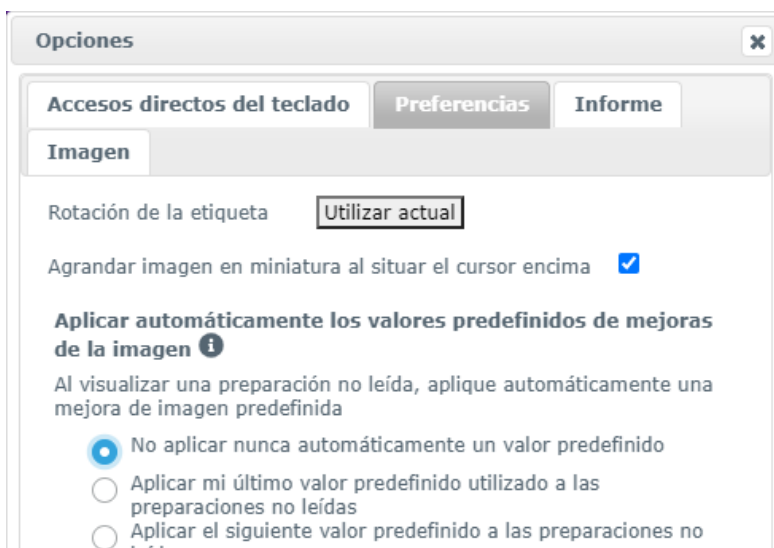 Opciones
Accesos directos del teclado Preferencias Informe
Imagen
Rotación de la etiqueta Utilizar actual
Agrandar imagen en miniatura al situar el cursor encima
Aplicar automáticamente los valores predefinidos de mejoras
de la imagen
Al visualizar una preparación no leída, aplique automáticamente una
mejora de imagen predefinida
No aplicar nunca automáticamente un valor predefinido
Aplicar mi último valor predefinido utilizado a las
preparaciones no leídas
Aplicar el siguiente valor predefinido a las preparaciones no